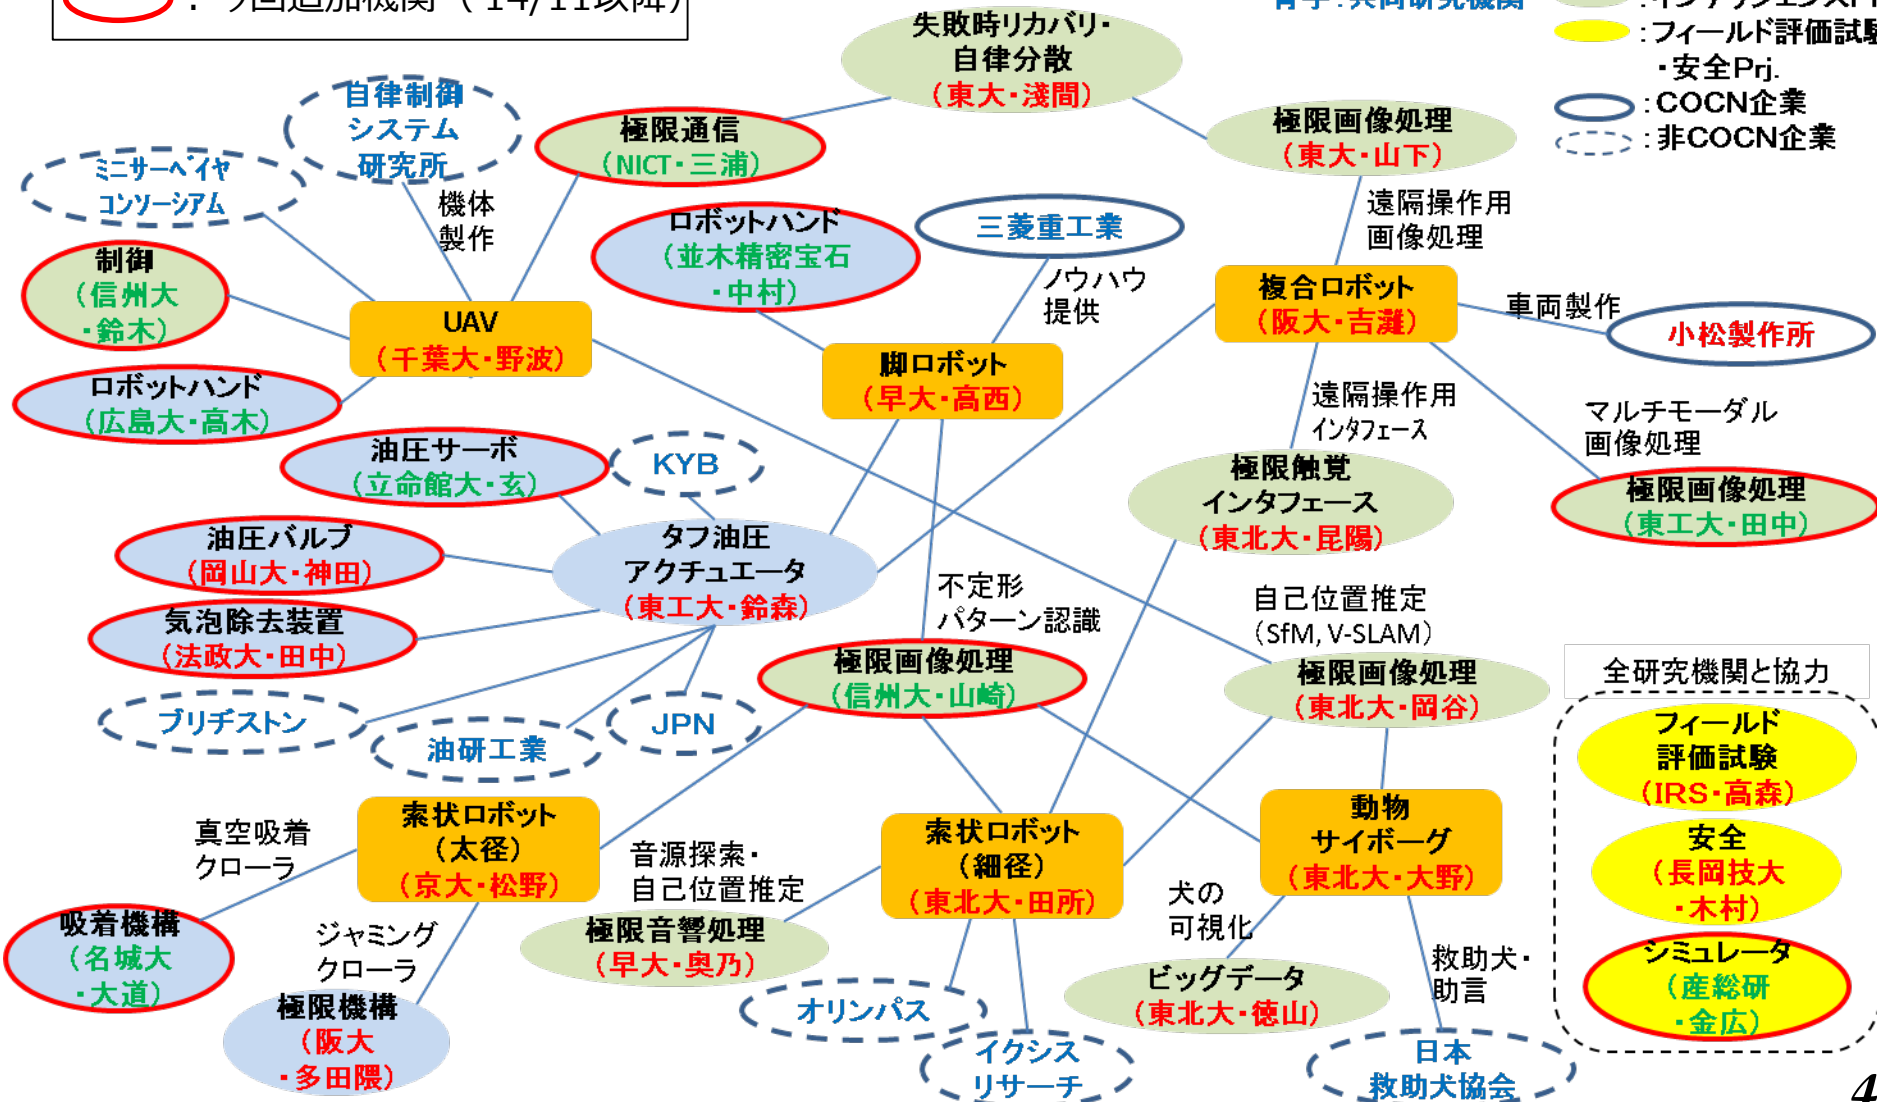 ：今回追加機関（'14/11以降）
青字：共同研究機関
：フィールド評価試験
・安全Prj.
：COCN企業
：非COCN企業
失敗時リカバリ・
自律分散
（東大・淺間）
自律制御
システム
研究所
極限通信
（NICT・三浦）
極限画像処理
（東大・山下）
ミニサーベイヤ
コンソーシアム
機体
製作
ロボットハンド
（並木精密宝石
・中村）
三菱重工業
遠隔操作用
画像処理
制御
（信州大
・鈴木）
UAV
（千葉大・野波）
ノウハウ
提供
複合ロボット
（阪大・吉灘）
車両製作
小松製作所
脚ロボット
（早大・高西）
ロボットハンド
（広島大・高木）
遠隔操作用
インタフェース
マルチモーダル
画像処理
油圧サーボ
（立命館大・玄）
KYB
極限触覚
インタフェース
（東北大・昆陽）
極限画像処理
（東工大・田中）
油圧バルブ
（岡山大・神田）
タフ油圧
アクチュエータ
（東工大・鈴森）
不定形
パターン認識
自己位置推定
（SfM, V-SLAM）
気泡除去装置
（法政大・田中）
極限画像処理
（信州大・山崎）
極限画像処理
（東北大・岡谷）
全研究機関と協力
ブリヂストン
油研工業
JPN
フィールド
評価試験
（IRS・高森）
真空吸着
クローラ
索状ロボット
（太径）
（京大・松野）
音源探索・
自己位置推定
索状ロボット
（細径）
（東北大・田所）
動物
サイボーグ
（東北大・大野）
安全
（長岡技大
・木村）
吸着機構
（名城大
・大道）
ジャミング
クローラ
極限音響処理
（早大・奥乃）
犬の
可視化
救助犬・
助言
シミュレータ
（産総研
・金広）
極限機構
（阪大
・多田隈）
オリンパス
ビッグデータ
（東北大・徳山）
イクシス
リサーチ
日本
救助犬協会
4